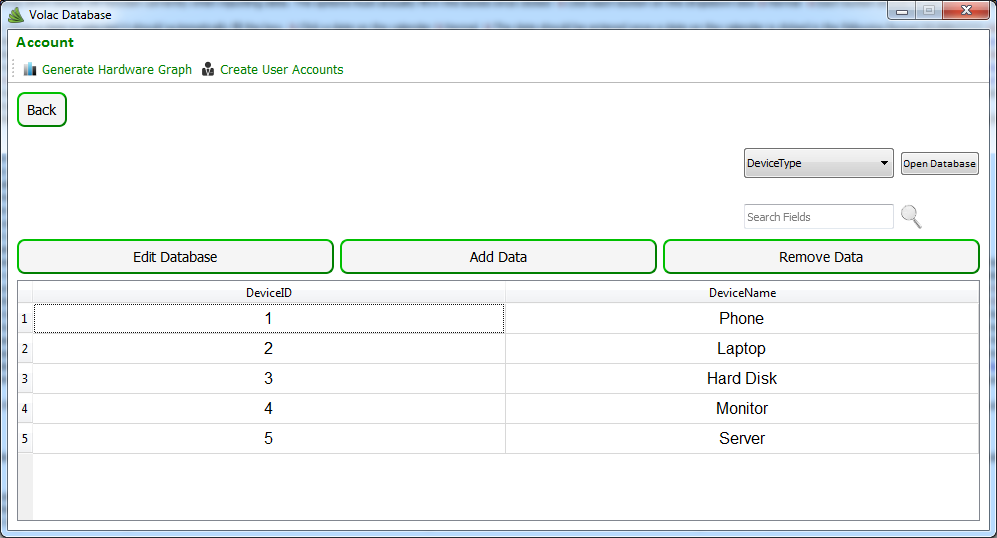 Volac Database
Account
Generate Hardware Graph Create User Accounts
Back
DeviceType Open Database
Search Fields
Edit Database Add Data Remove Data
DeviceID DeviceName
1 1 Phone
2 2 Laptop
3 3 Hard Disk
4 4 Monitor
5 5 Server